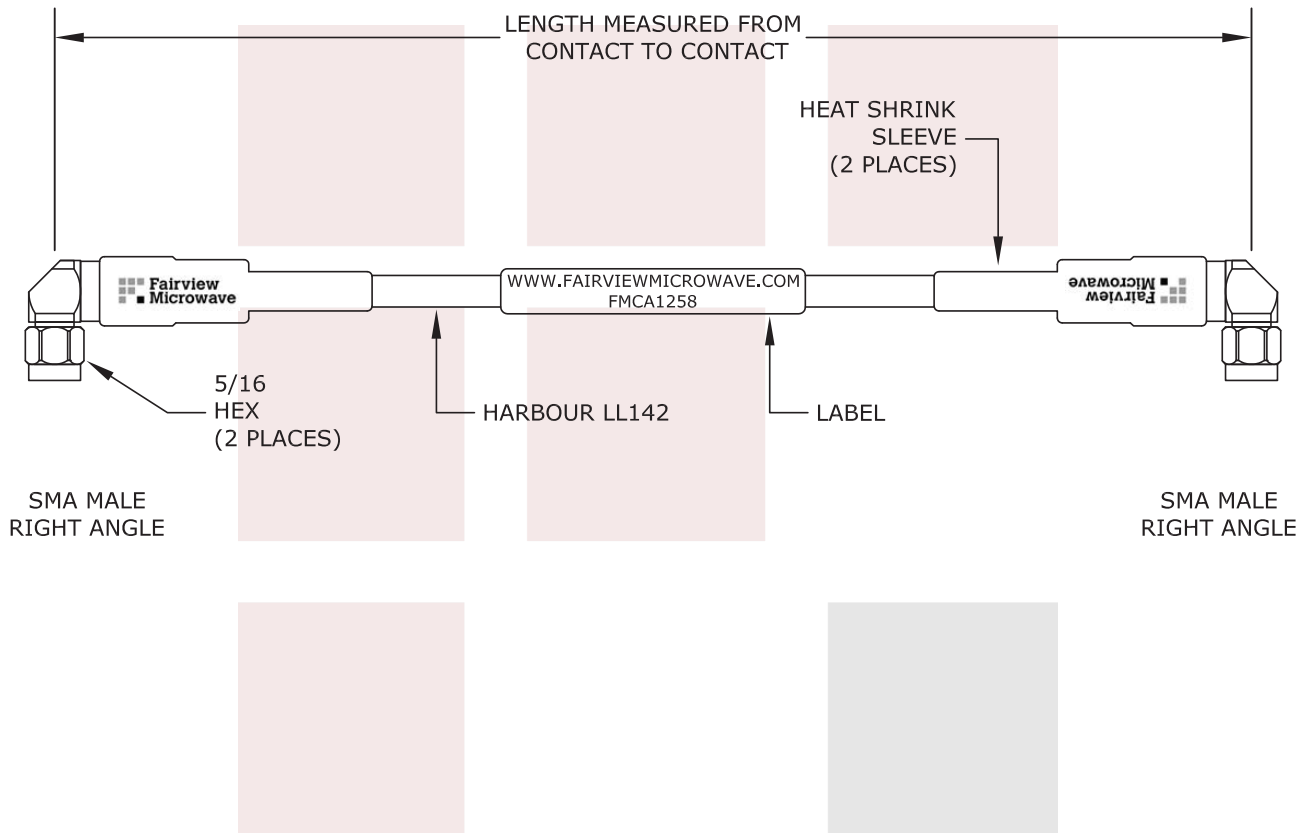 LENGTH MEASURED FROM
CONTACT TO CONTACT
HEAT SHRINK
SLEEVE
(2 PLACES)
Fairview
Microwave
WWW.FAIRVIEWMICROWAVE.COM
FMCA1258
Fairview
Microwave
5/16
HEX
(2 PLACES)
HARBOUR LL142
LABEL
SMA MALE
RIGHT ANGLE
SMA MALE
RIGHT ANGLE